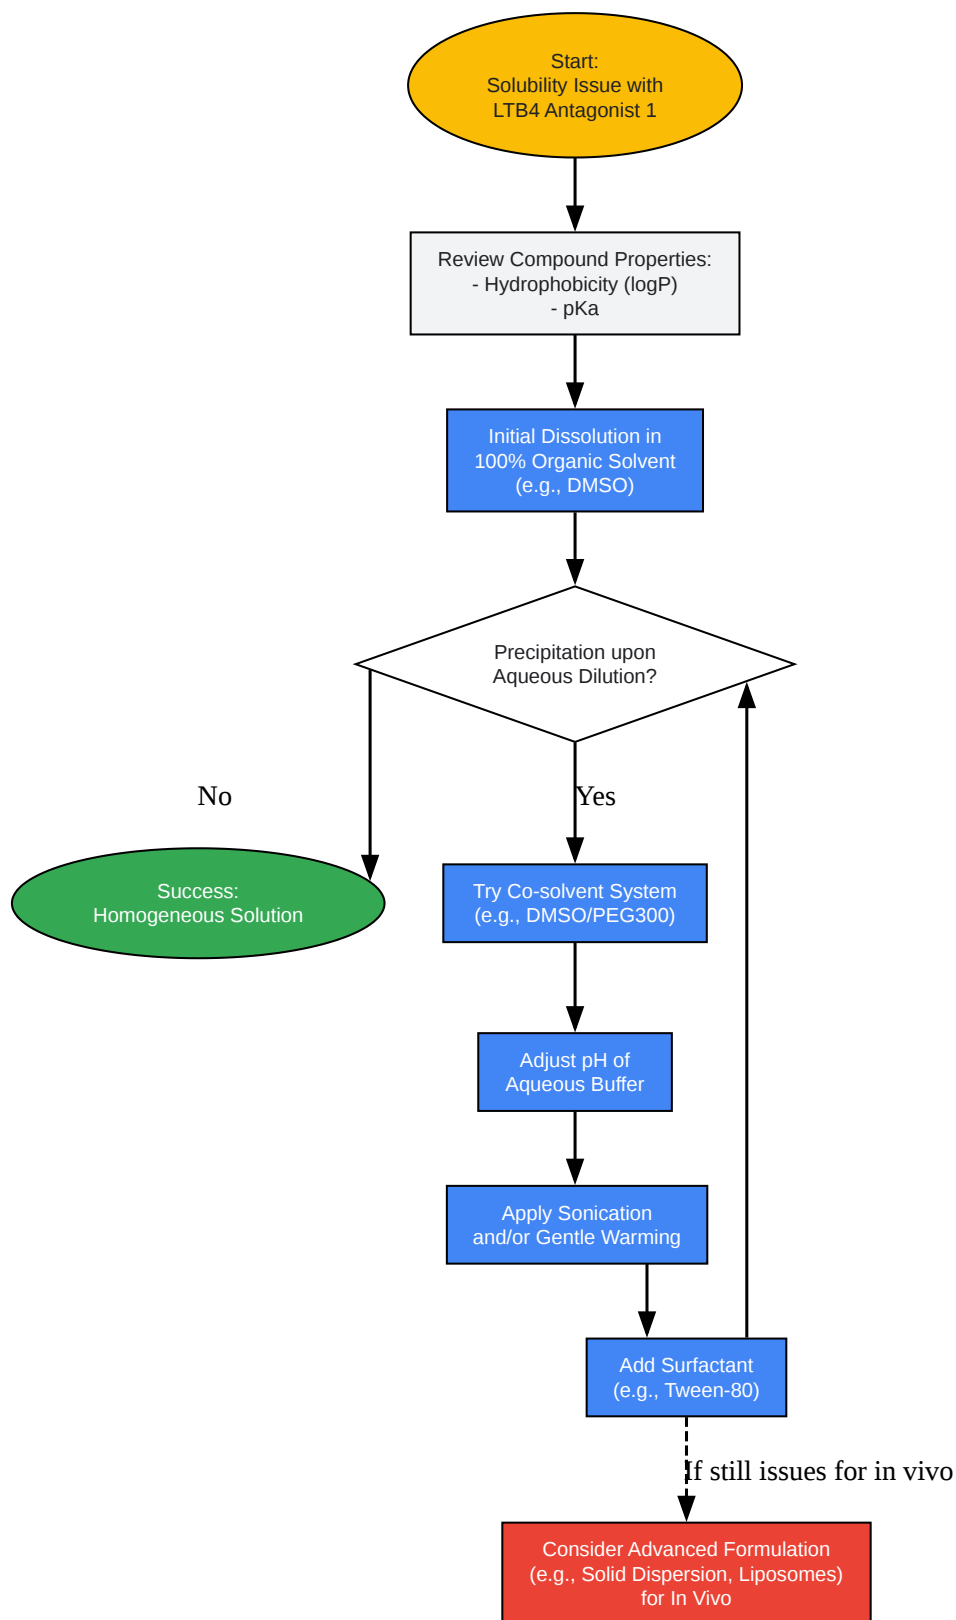 Start:
Solubility Issue with
LTB4 Antagonist 1
Review Compound Properties:
- Hydrophobicity (logP)
- pKa
Initial Dissolution in
100% Organic Solvent
(e.g., DMSO)
Precipitation upon
Aqueous Dilution?
No
Yes
Success:
Homogeneous Solution
Try Co-solvent System
(e.g., DMSO/PEG300)
Adjust pH of
Aqueous Buffer
Apply Sonication
and/or Gentle Warming
Add Surfactant
(e.g., Tween-80)
If still issues for in vivo
Consider Advanced Formulation
(e.g., Solid Dispersion, Liposomes)
for In Vivo